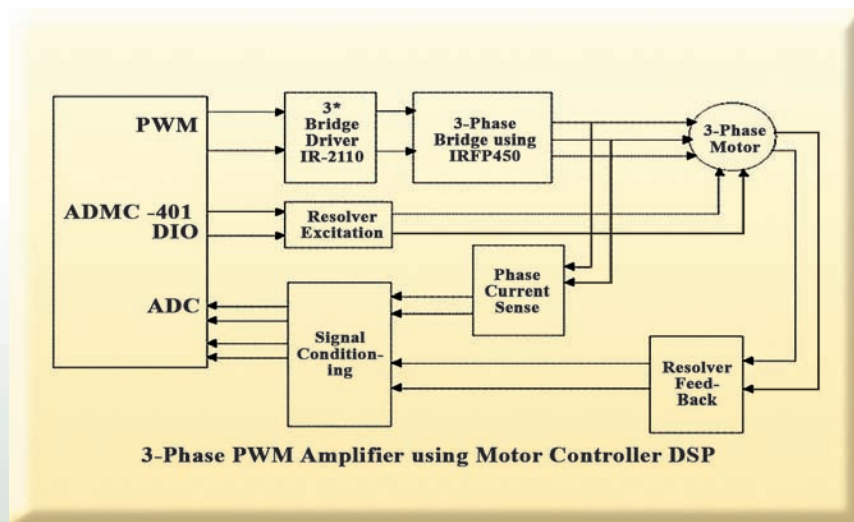 PWM
ADMC -401
DIO
ADC
3*
Bridge
Driver
IR-2110
3-Phase
Bridge using
IRFP450
3-Phase
Motor
Resolver
Excitation
Phase
Current
Sense
Signal
Condition-
ing
Resolver
Feed-
Back
3-Phase PWM Amplifier using Motor Controller DSP